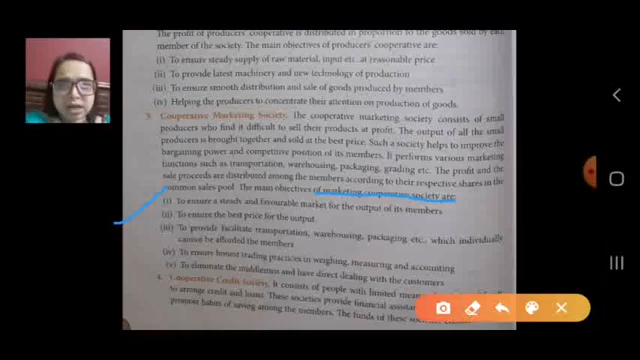 The profit of producers' cooperative is distributed in proportion to the goods sold by each
member of the society. The main objectives of producers' cooperative are:
(i) To ensure steady supply of raw material, input etc. at reasonable price
(ii) To provide latest machinery and new technology of production
(iii) To ensure smooth distribution and sale of goods produced by members
(iv) Helping the producers to concentrate their attention on production of goods.
3. Cooperative Marketing Society. The cooperative marketing society consists of small
producers who find it difficult to sell their products at profit. The output of all the small
producers is brought together and sold at the best price. Such a society helps to improve the
bargaining power and competitive position of its members. It performs various marketing
functions such as transportation, warehousing, packaging, grading etc. The profit and the
sale proceeds are distributed among the members according to their respective shares in the
common sales pool. The main objectives of marketing cooperative society are:
(i) To ensure a steady and favourable market for the output of its members
(ii) To ensure the best price for the output.
(iii) To provide facilitate transportation, warehousing, packaging etc., which individually
cannot be afforded the members
(iv) To ensure honest trading practices in weighing, measuring and accounting
(v) To eliminate the middlemen and have direct dealing with the customers
4. Cooperative Credit Society. It consists of people with limited
to arrange credit and loans. These societies provide financial
promote habits of saving among the members. The funds of these